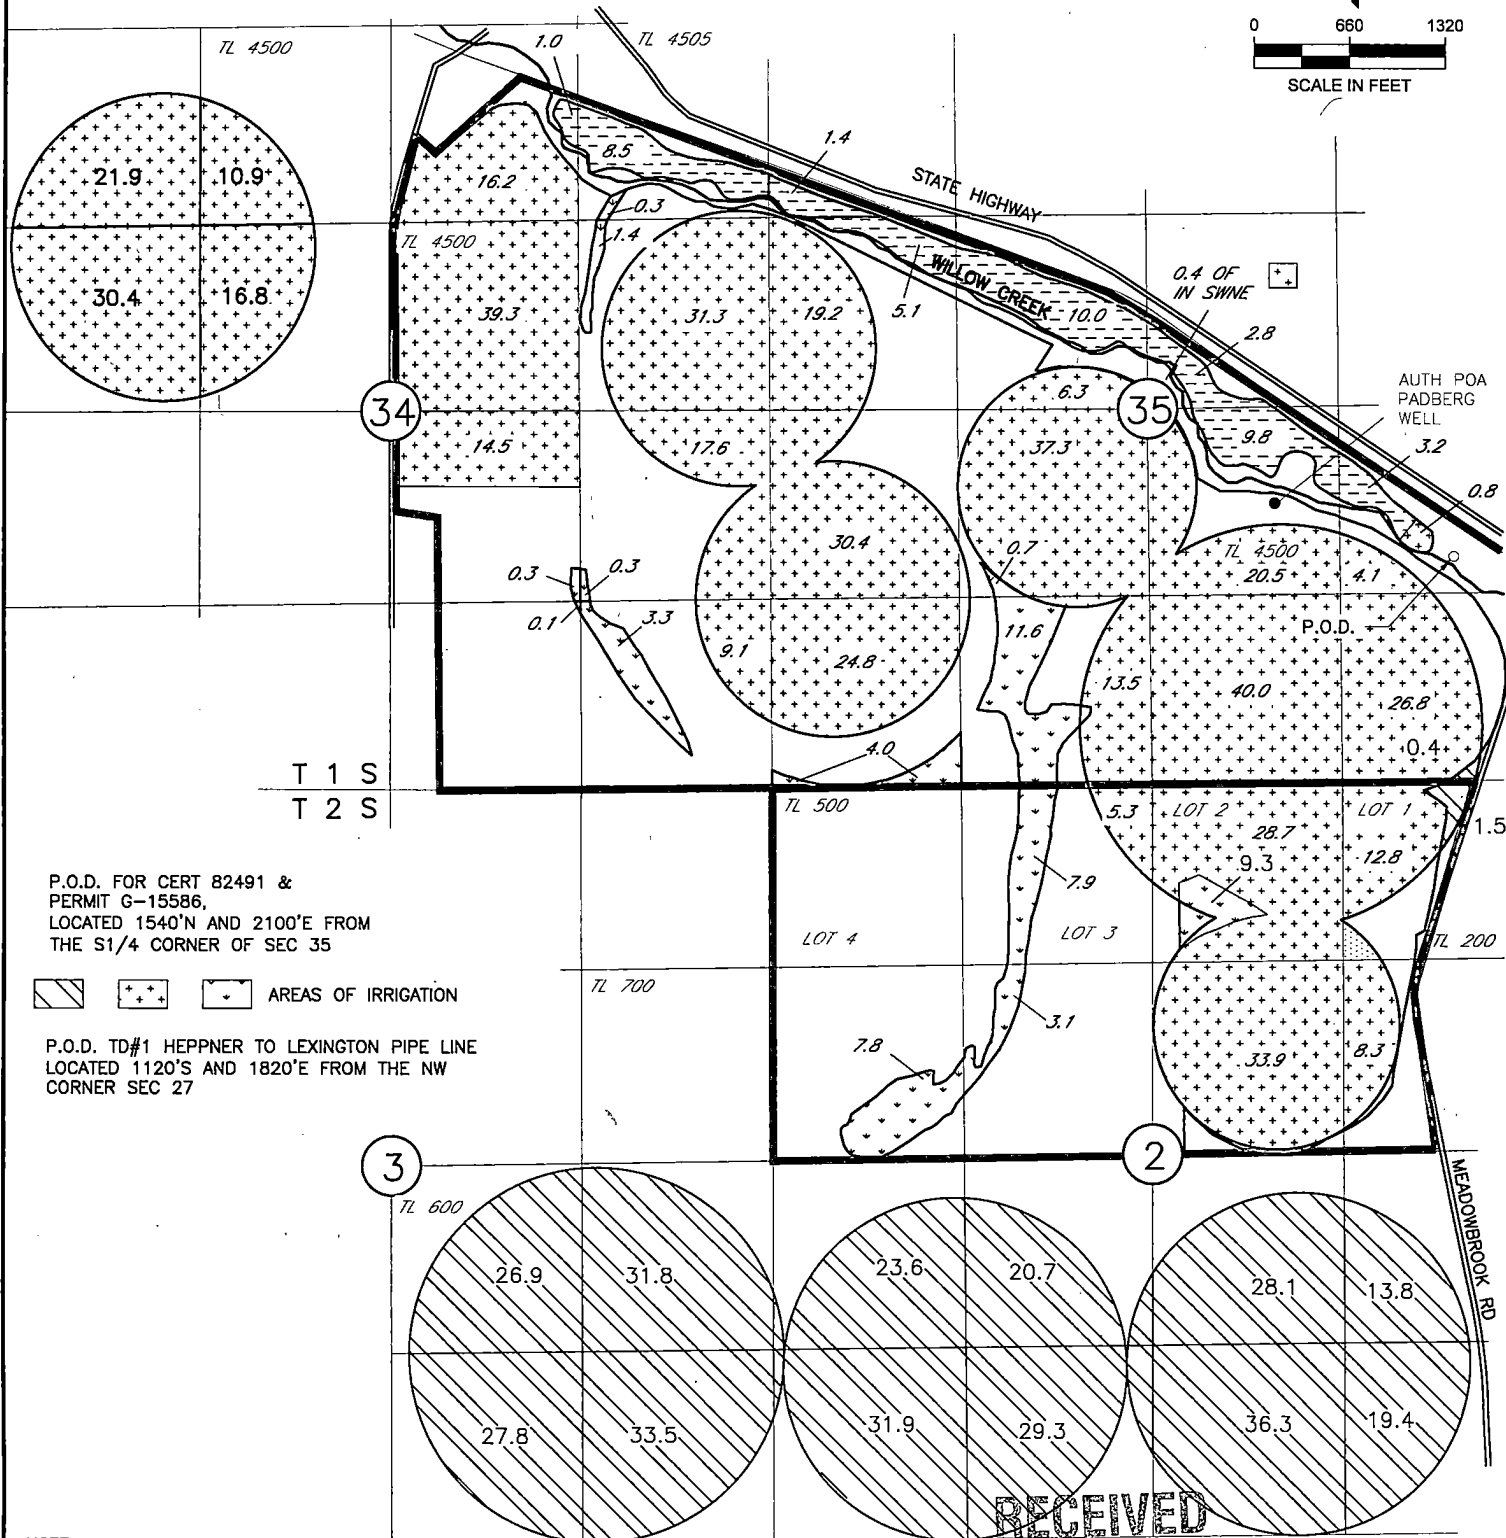 0 660 1320
SCALE IN FEET
TL 4500
1.0
TL 4505
21.9
10.9
30.4
16.8
16.2
8.5
1.4
STATE HIGHWAY
0.3
1.4
TL 4500
39.3
31.3
19.2
5.1
WILLOW CREEK
10.0
0.4 OF
IN SWNE
2.8
AUTH POA
PADBERG
WELL
34
14.5
17.6
6.3
35
37.3
9.8
3.2
0.8
30.4
0.7
TL 4500
20.5
4.1
P.O.D.
0.3
0.3
0.1
3.3
9.1
24.8
11.6
13.5
40.0
26.8
0.4
4.0
T 1 S
T 2 S
TL 500
5.3
LOT 2
LOT 1
28.7
1.5
12.8
9.3
7.9
LOT 4
LOT 3
TL 200
P.O.D. FOR CERT 82491 &
PERMIT G-15586,
LOCATED 1540'N AND 2100'E FROM
THE S1/4 CORNER OF SEC 35
AREAS OF IRRIGATION
TL 700
3.1
P.O.D. TD#1 HEPPNER TO LEXINGTON PIPE LINE
LOCATED 1120'S AND 1820'E FROM THE NW
CORNER SEC 27
7.8
33.9
8.3
3
2
MEADOWBROOK RD
TL 600
26.9
31.8
23.6
20.7
28.1
13.8
27.8
33.5
31.9
29.3
36.3
19.4
RECEIVED